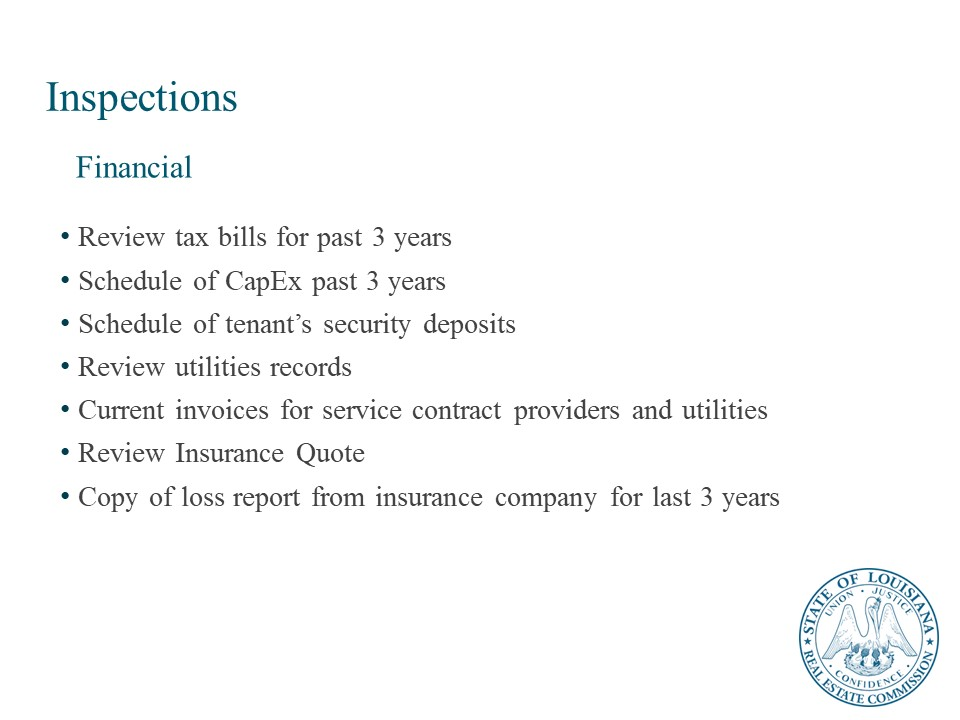 Inspections
Financial
• Review tax bills for past 3 years
• Schedule of CapEx past 3 years
• Schedule of tenant’s security deposits
• Review utilities records
• Current invoices for service contract providers and utilities
• Review Insurance Quote
• Copy of loss report from insurance company for last 3 years
STATE OF LOUISIANA
UNION · JUSTICE
· CONFIDENCE ·
REAL ESTATE COMMISSION